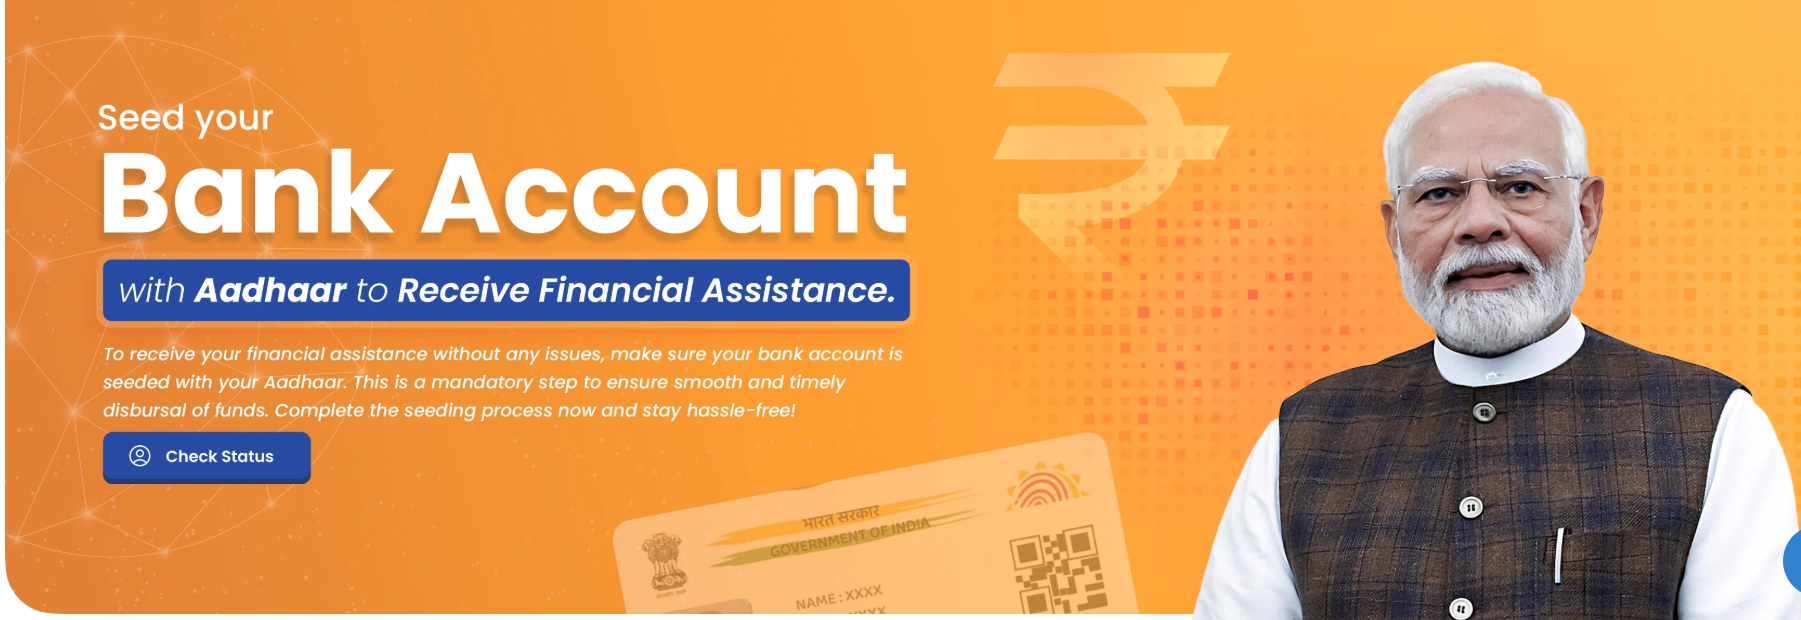 Seed your
Bank Account
with Aadhaar to Receive Financial Assistance.
To receive your financial assistance without any issues, make sure your bank account is
seeded with your Aadhaar. This is a mandatory step to ensure smooth and timely
disbursal of funds. Complete the seeding process now and stay hassle-free!
Check Status
भारत सरकार
GOVERNMENT OF INDIA
NAME : XXXX
XXXX